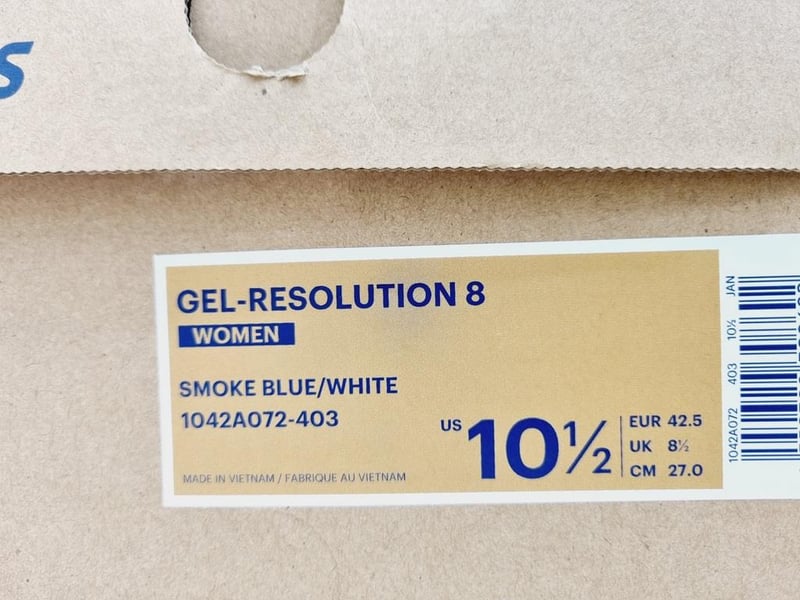 s
GEL-RESOLUTION 8
WOMEN
SMOKE BLUE/WHITE
1042A072-403
MADE IN VIETNAM / FABRIQUE AU VIETNAM
US 10½
EUR 42.5
UK 8½
CM 27.0
1042A072 403 10½ JAN